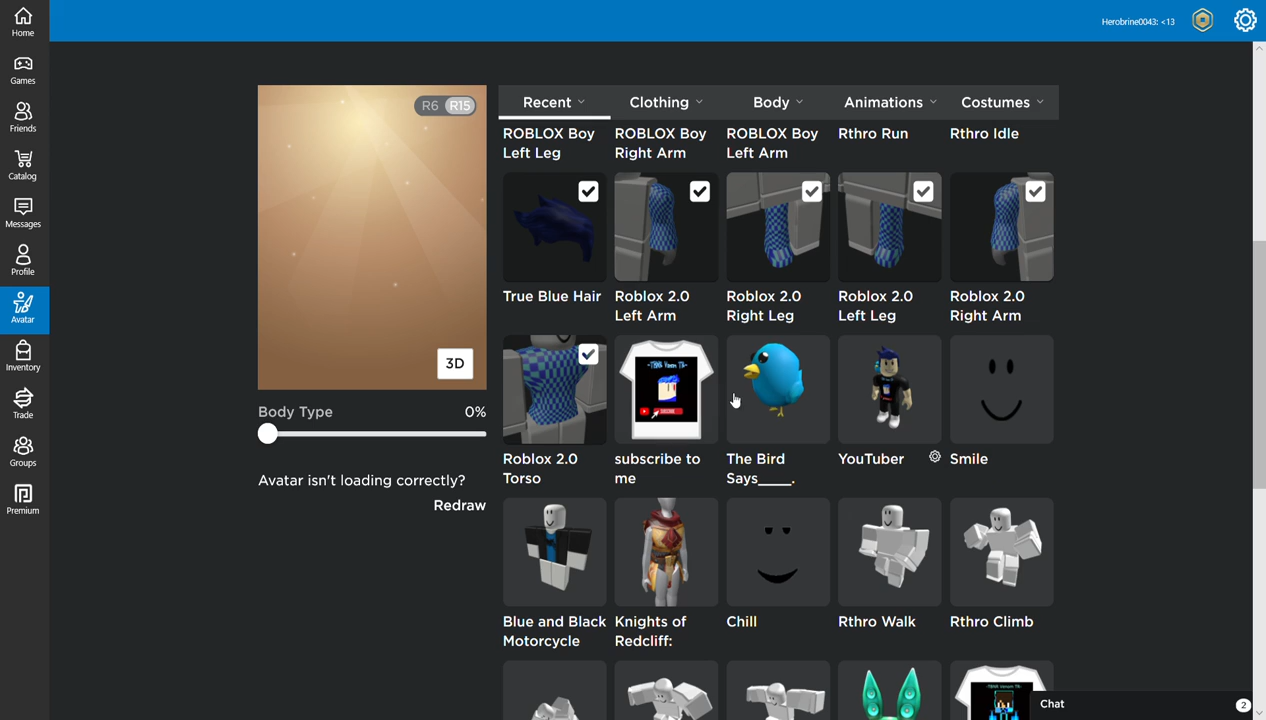 Herobrine0043: <13
Home
Games
Friends
Catalog
Messages
Profile
Avatar
Inventory
Trade
Groups
Premium
R6 R15
3D
Body Type 0%
Avatar isn't loading correctly?
Redraw
Recent Clothing Body Animations Costumes
ROBLOX Boy
Left Leg
ROBLOX Boy
Right Arm
ROBLOX Boy
Left Arm
Rthro Run
Rthro Idle
True Blue Hair
Roblox 2.0
Left Arm
Roblox 2.0
Right Leg
Roblox 2.0
Left Leg
Roblox 2.0
Right Arm
Roblox 2.0
Torso
SUBSCRIBE
subscribe to
me
The Bird
Says____.
YouTuber
Smile
Blue and Black
Motorcycle
Knights of
Redcliff:
Chill
Rthro Walk
Rthro Climb
Chat 2